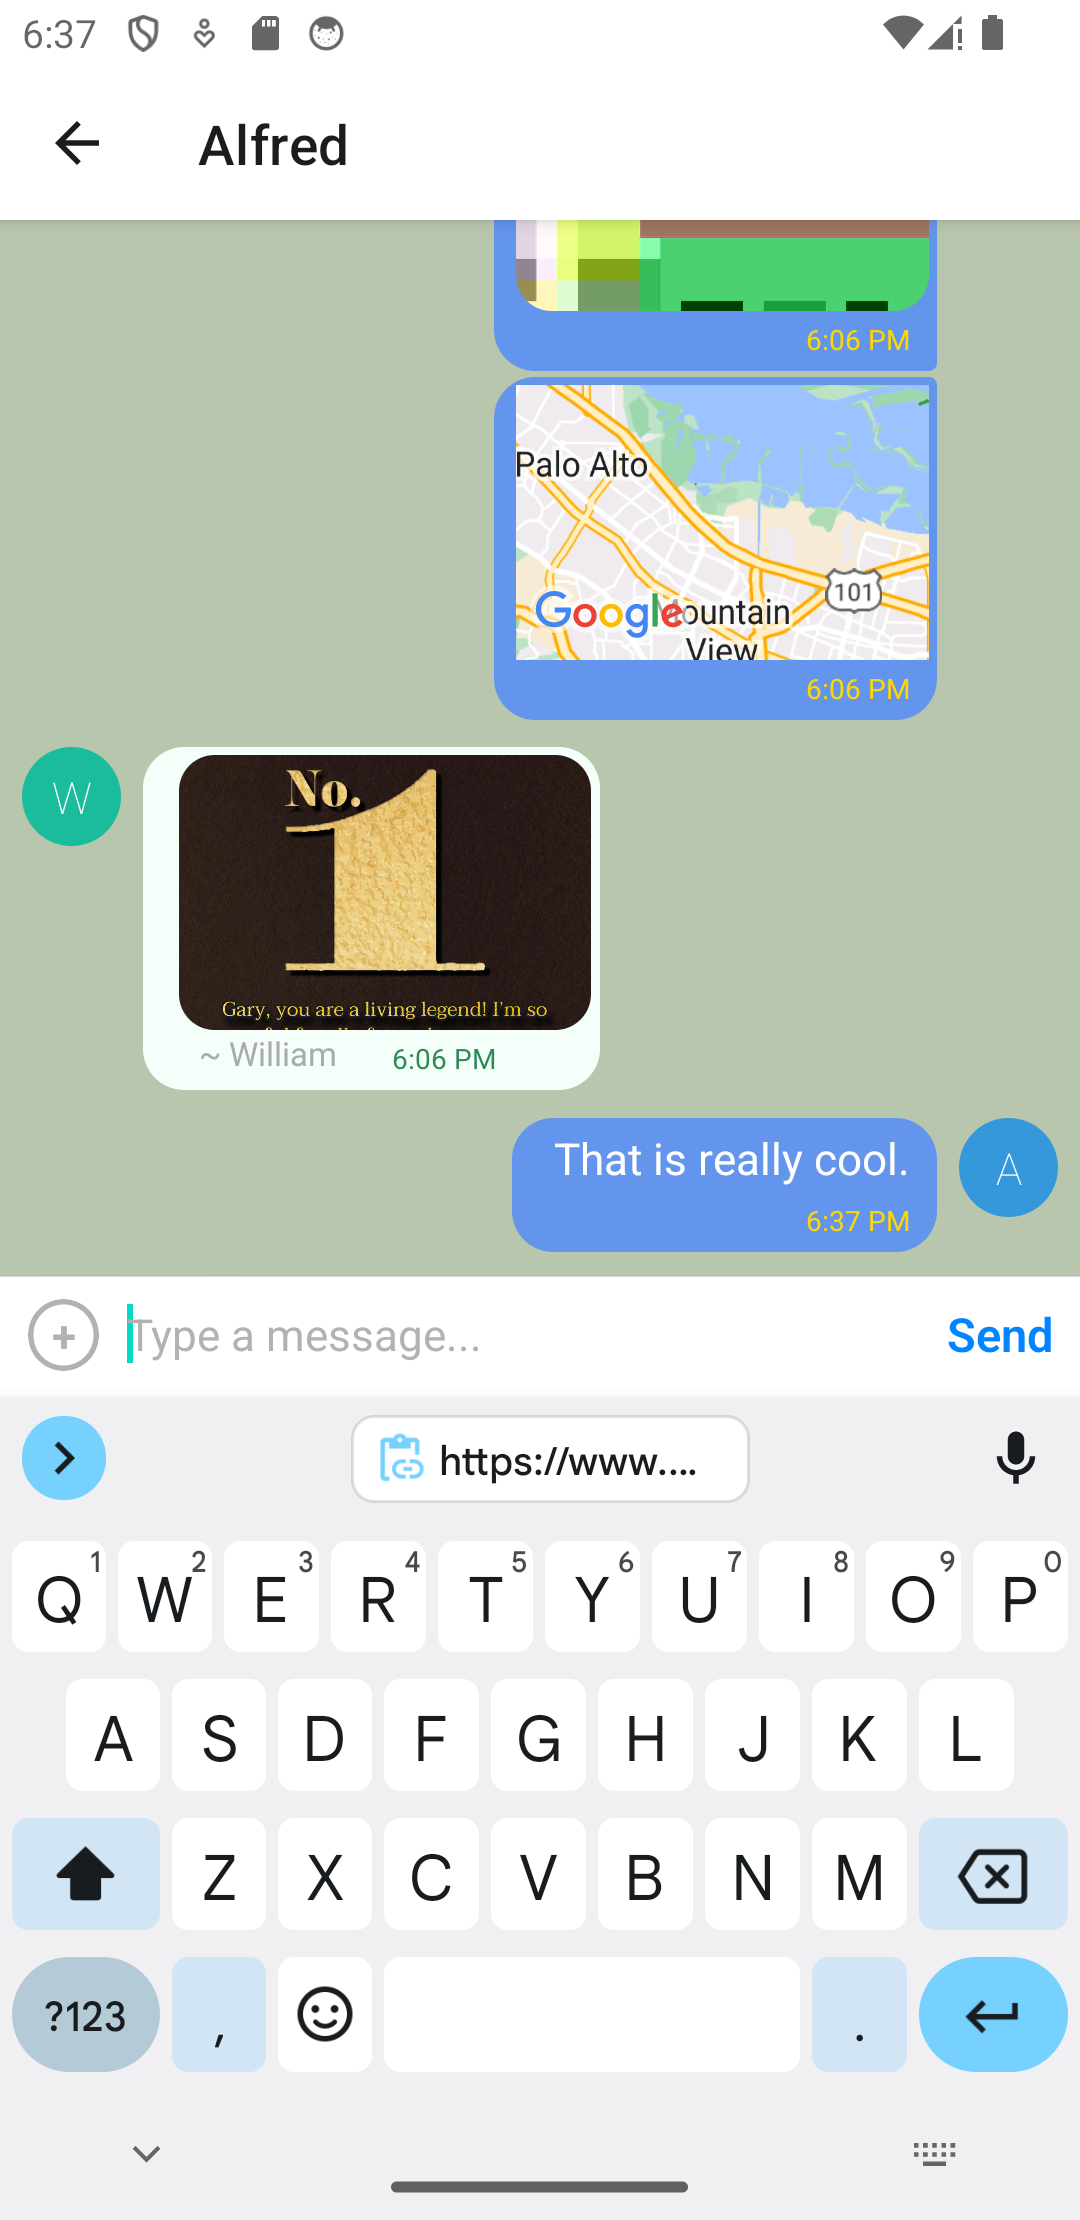 6:37
Alfred
6:06 PM
Palo Alto
101
Google
ountain
View
6:06 PM
W
No.
1
Gary, you are a living legend! I'm so
~ William 6:06 PM
That is really cool.
A
6:37 PM
Type a message...
Send
https://www....
Q 1 W 2 E 3 R 4 T 5 Y 6 U 7 I 8 O 9 P 0
A S D F G H J K L
Z X C V B N M
?123 , .